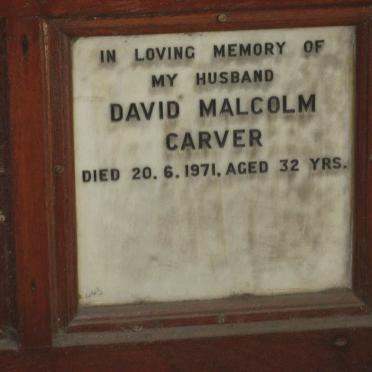 IN LOVING MEMORY OF
MY HUSBAND
DAVID MALCOLM
CARVER
DIED 20.6.1971, AGED 32 YRS.